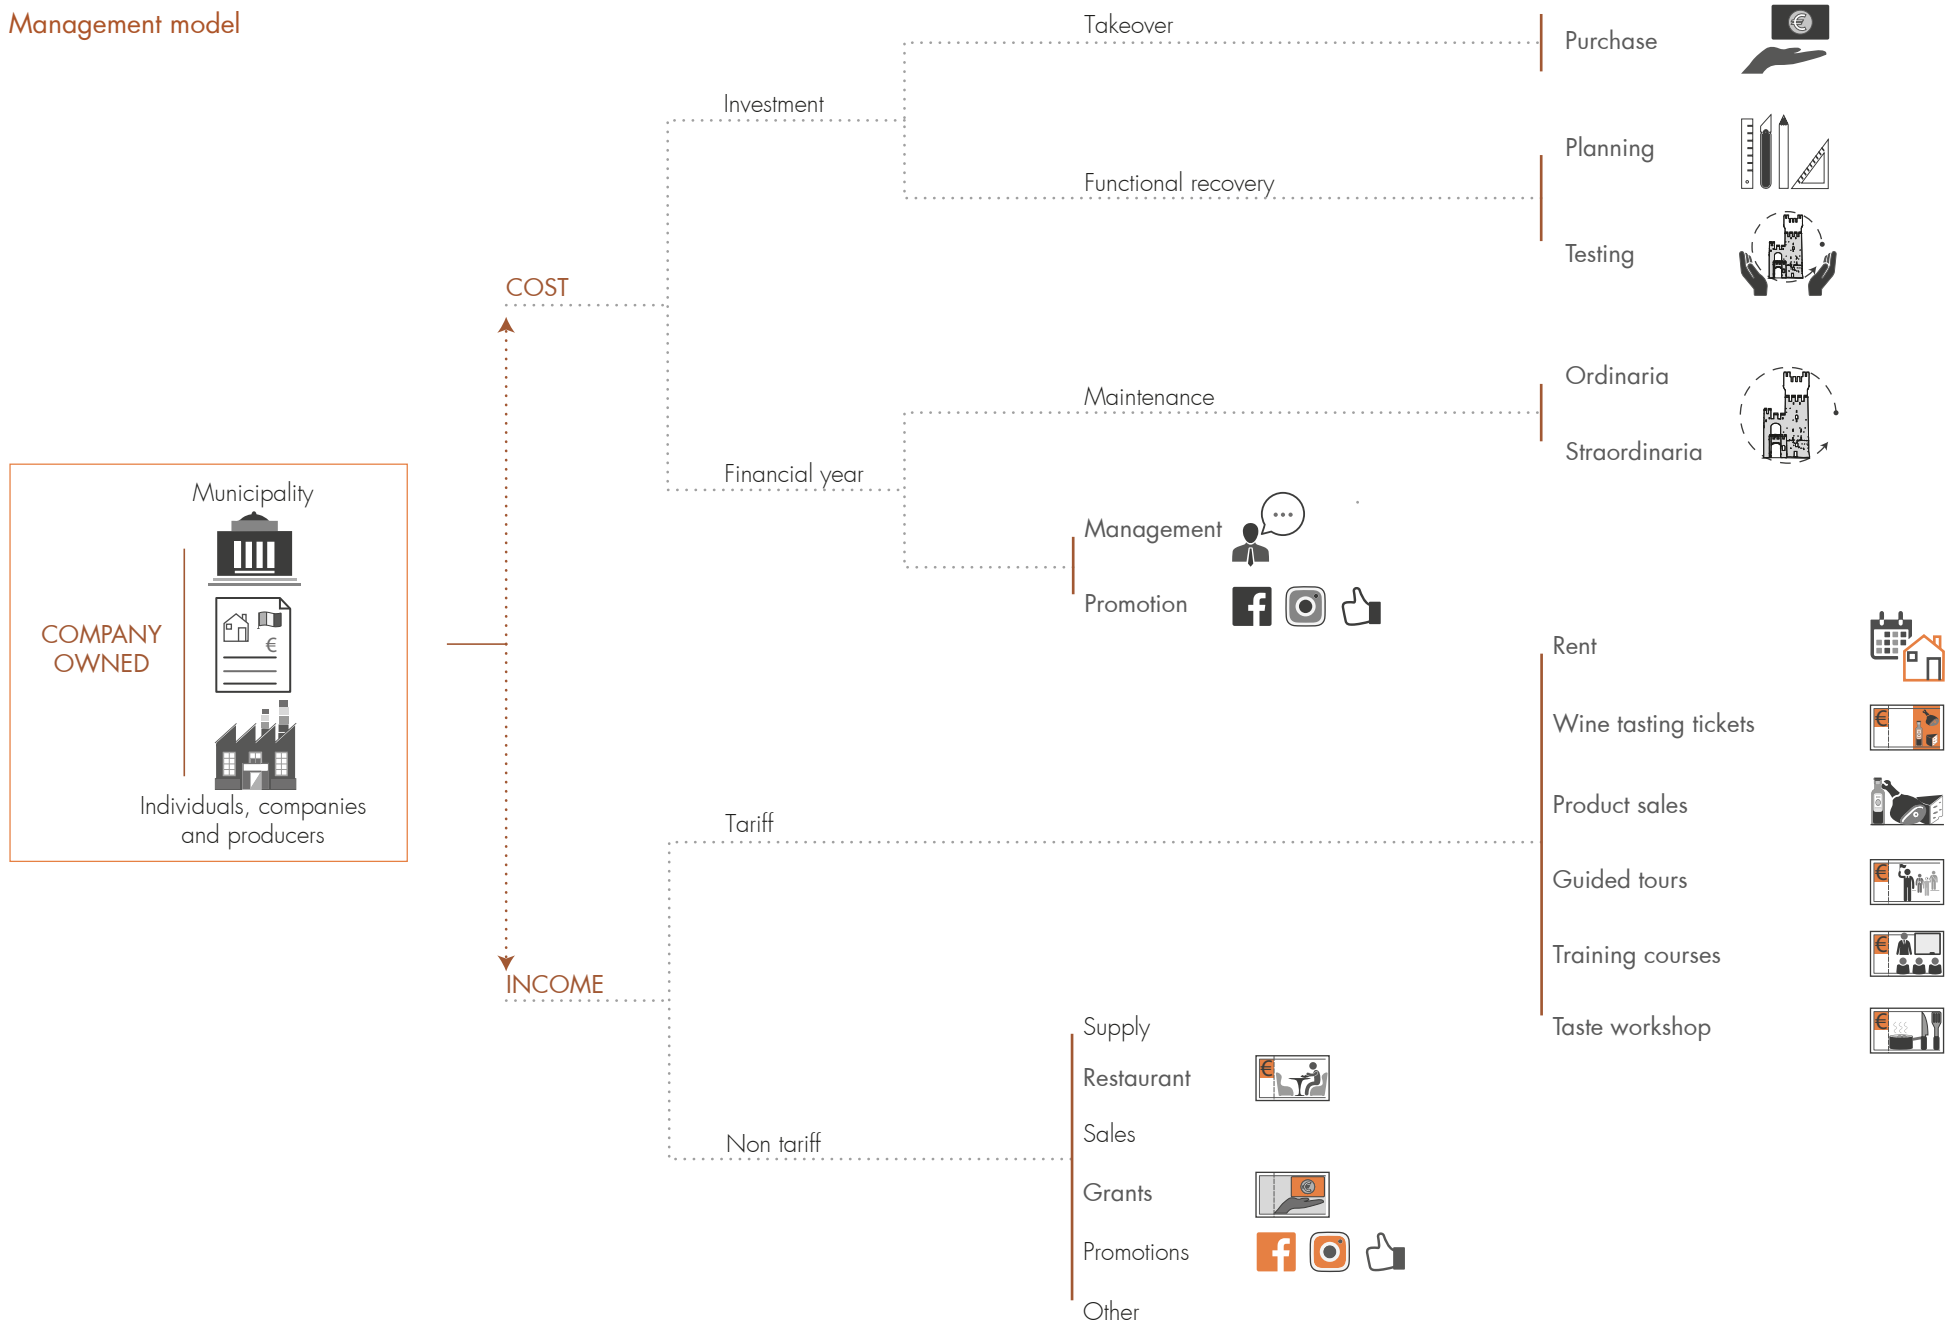 Management model
Takeover
Purchase
Investment
Planning
Functional recovery
Testing
COST
Ordinaria
Maintenance
Straordinaria
Financial year
Municipality
Management
Promotion
COMPANY
OWNED
Individuals, companies
and producers
Rent
Wine tasting tickets
Product sales
Tariff
Guided tours
Training courses
INCOME
Taste workshop
Supply
Restaurant
Sales
Non tariff
Grants
Promotions
Other